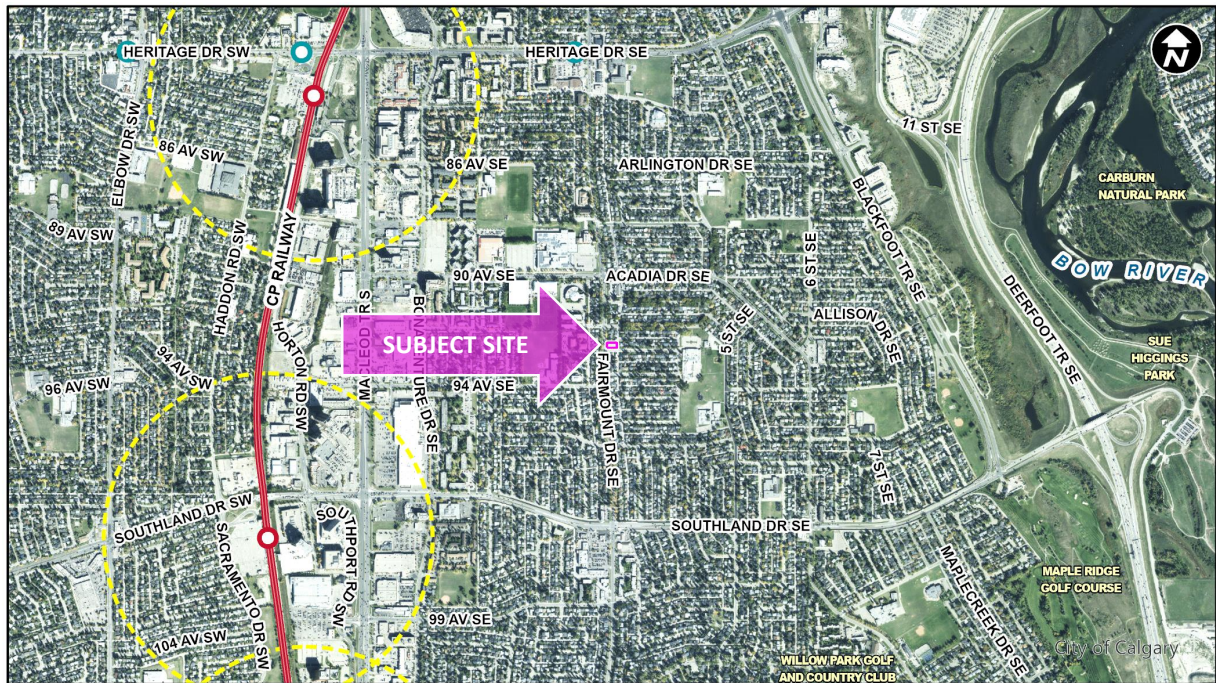 HERITAGE DR SW
HERITAGE DR SE
N
11 ST SE
ELBOW DR SW
86 AV SW
86 AV SE
ARLINGTON DR SE
BLACKFOOT TR SE
CARBURN
NATURAL PARK
89 AV SW
HADDON RD SW
CP RAILWAY
90 AV SE
ACADIA DR SE
6 ST SE
BOW RIVER
DEERFOOT TR SE
HORTON RD SW
MACLEOD TR S
BONAVENTURE DR SE
SUBJECT SITE
FAIRMOUNT DR SE
5 ST SE
ALLISON DR SE
SUE
HIGGINS
PARK
94 AV SW
96 AV SW
94 AV SE
7 ST SE
SOUTHLAND DR SW
SACRAMENTO DR SW
SOUTHPORT RD SW
SOUTHLAND DR SE
MAPLECREEK DR SE
MAPLE RIDGE
GOLF COURSE
99 AV SE
104 AV SW
City of Calgary
WILLOW PARK GOLF
AND COUNTRY CLUB